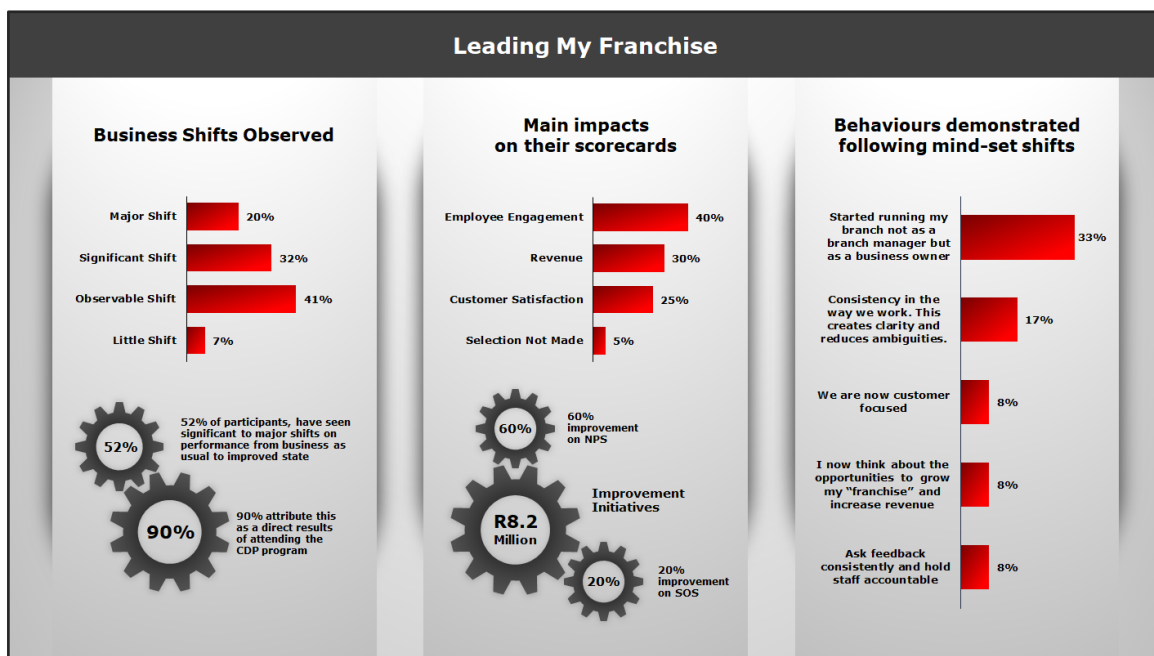 Leading My Franchise
Business Shifts Observed
Major Shift
20%
Significant Shift
32%
Observable Shift
41%
Little Shift
7%
52%
52% of participants, have seen
significant to major shifts on
performance from business as
usual to improved state
90%
90% attribute this
as a direct results
of attending the
CDP program
Main impacts
on their scorecards
Employee Engagement
40%
Revenue
30%
Customer Satisfaction
25%
Selection Not Made
5%
60%
60%
improvement
on NPS
R8.2
Million
Improvement
Initiatives
20%
20%
improvement
on SOS
Behaviours demonstrated
following mind-set shifts
Started running my
branch not as a
branch manager but
as a business owner
33%
Consistency in the
way we work. This
creates clarity and
reduces ambiguities.
17%
We are now customer
focused
8%
I now think about the
opportunities to grow
my “franchise” and
increase revenue
8%
Ask feedback
consistently and hold
staff accountable
8%